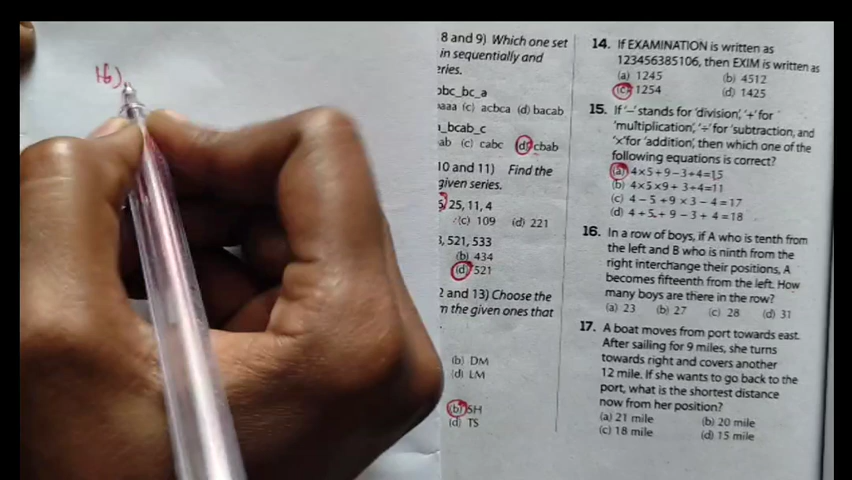 16)
8 and 9) Which one set
in sequentially and
eries.
bc_bc_a
aaa (c) acbca (d) bacab
_bcab_c
ab (c) cabc (d) cbab
10 and 11) Find the
given series.
25, 11, 4
(c) 109 (d) 221
, 521, 533
(b) 434
(d) 521
2 and 13) Choose the
m the given ones that
(b) DM
(d) LM
(b) SH
(d) TS
14. If EXAMINATION is written as
123456385106, then EXIM is written as
(a) 1245 (b) 4512
(c) 1254 (d) 1425
15. If '−' stands for 'division', '+' for
'multiplication', '÷' for 'subtraction, and
'×' for 'addition', then which one of the
following equations is correct?
(a) 4×5+9−3÷4=15
(b) 4×5×9+3÷4=11
(c) 4−5÷9×3−4=17
(d) 4÷5+9−3+4=18
16. In a row of boys, if A who is tenth from
the left and B who is ninth from the
right interchange their positions, A
becomes fifteenth from the left. How
many boys are there in the row?
(a) 23 (b) 27 (c) 28 (d) 31
17. A boat moves from port towards east.
After sailing for 9 miles, she turns
towards right and covers another
12 mile. If she wants to go back to the
port, what is the shortest distance
now from her position?
(a) 21 mile (b) 20 mile
(c) 18 mile (d) 15 mile